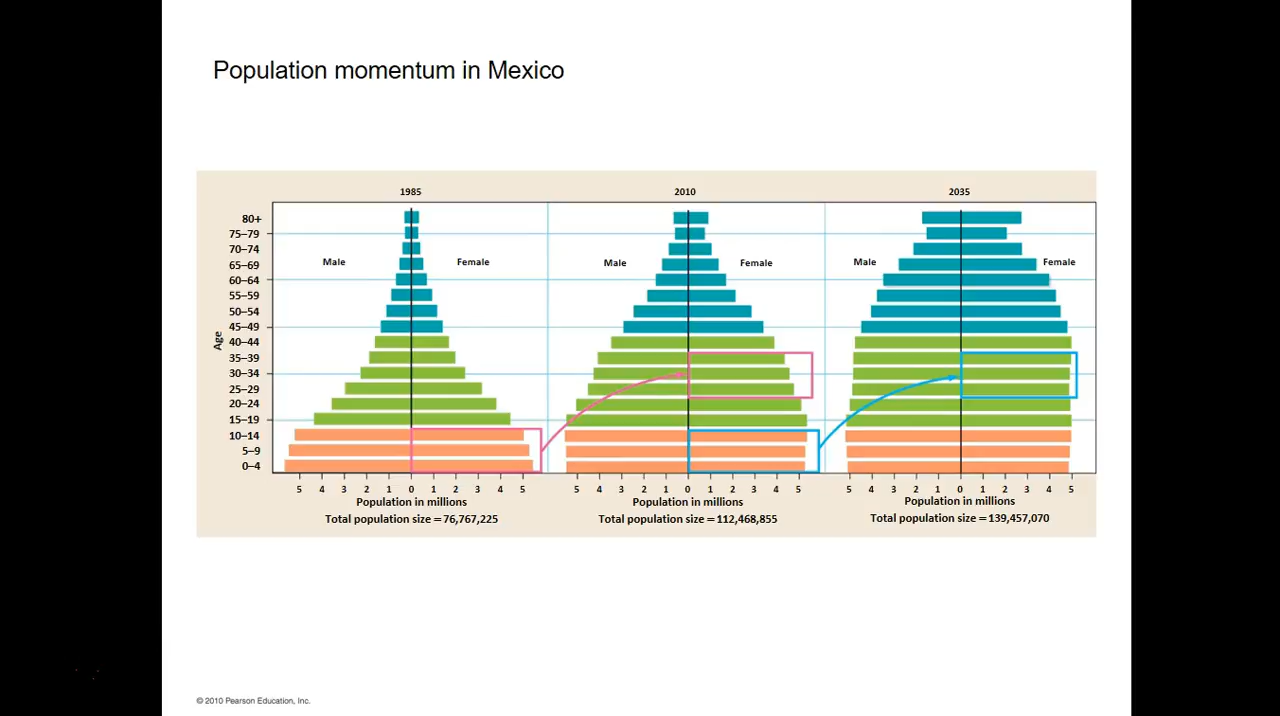 Population momentum in Mexico
1985 2010 2035
80+
75–79
70–74
65–69
Male Female Male Female Male Female
60–64
55–59
50–54
45–49
40–44
35–39
30–34
25–29
20–24
15–19
10–14
5–9
0–4
Age
5 4 3 2 1 0 1 2 3 4 5 5 4 3 2 1 0 1 2 3 4 5 5 4 3 2 1 0 1 2 3 4 5
Population in millions Population in millions Population in millions
Total population size = 76,767,225 Total population size = 112,468,855 Total population size = 139,457,070
© 2010 Pearson Education, Inc.